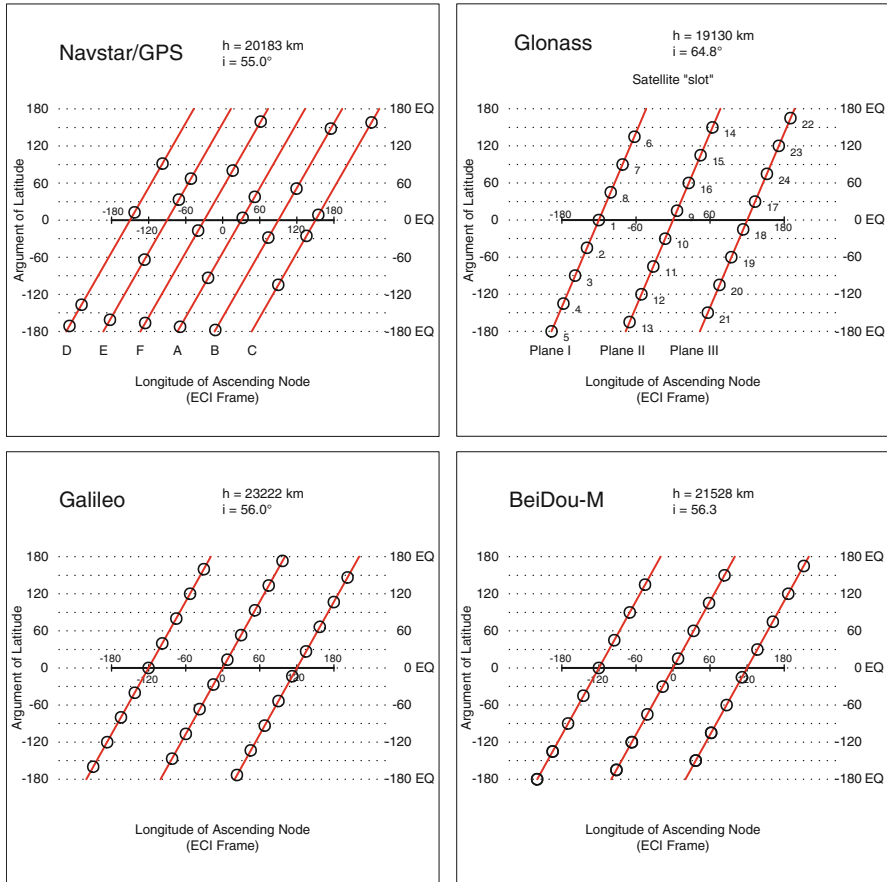 Navstar/GPS
h = 20183 km
i = 55.0°
180
120
60
0
-60
-120
-180
Argument of Latitude
180 EQ
120
60
0 EQ
-60
-120
-180 EQ
-180 -60 60 180
-120 0 120
D E F A B C
Longitude of Ascending Node
(ECI Frame)
Glonass
h = 19130 km
i = 64.8°
Satellite "slot"
180
120
60
0
-60
-120
-180
Argument of Latitude
180 EQ
120
60
0 EQ
-60
-120
-180 EQ
-180 -60 60 180
6
7
8
1
2
3
4
5
14
15
16
9
10
11
12
13
22
23
24
17
18
19
20
21
Plane I Plane II Plane III
Longitude of Ascending Node
(ECI Frame)
Galileo
h = 23222 km
i = 56.0°
180
120
60
0
-60
-120
-180
Argument of Latitude
180 EQ
120
60
0 EQ
-60
-120
-180 EQ
-180 -60 60 180
-120 0 120
Longitude of Ascending Node
(ECI Frame)
BeiDou-M
h = 21528 km
i = 56.3
180
120
60
0
-60
-120
-180
Argument of Latitude
180 EQ
120
60
0 EQ
-60
-120
-180 EQ
-180 -60 60 180
-120 0 120
Longitude of Ascending Node
(ECI Frame)